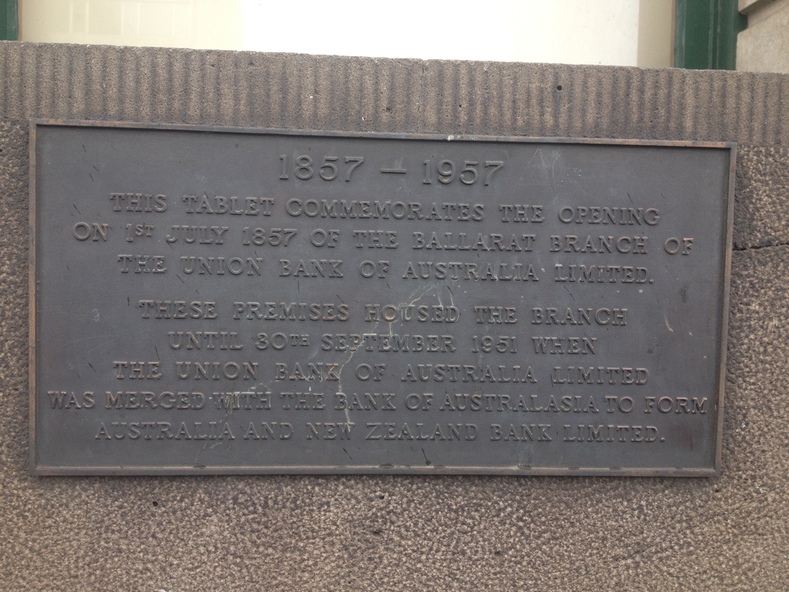 1857 – 1957
THIS TABLET COMMEMORATES THE OPENING
ON 1ST JULY 1857 OF THE BALLARAT BRANCH OF
THE UNION BANK OF AUSTRALIA LIMITED.
THESE PREMISES HOUSED THE BRANCH
UNTIL 30TH SEPTEMBER 1951 WHEN
THE UNION BANK OF AUSTRALIA LIMITED
WAS MERGED WITH THE BANK OF AUSTRALASIA TO FORM
AUSTRALIA AND NEW ZEALAND BANK LIMITED.